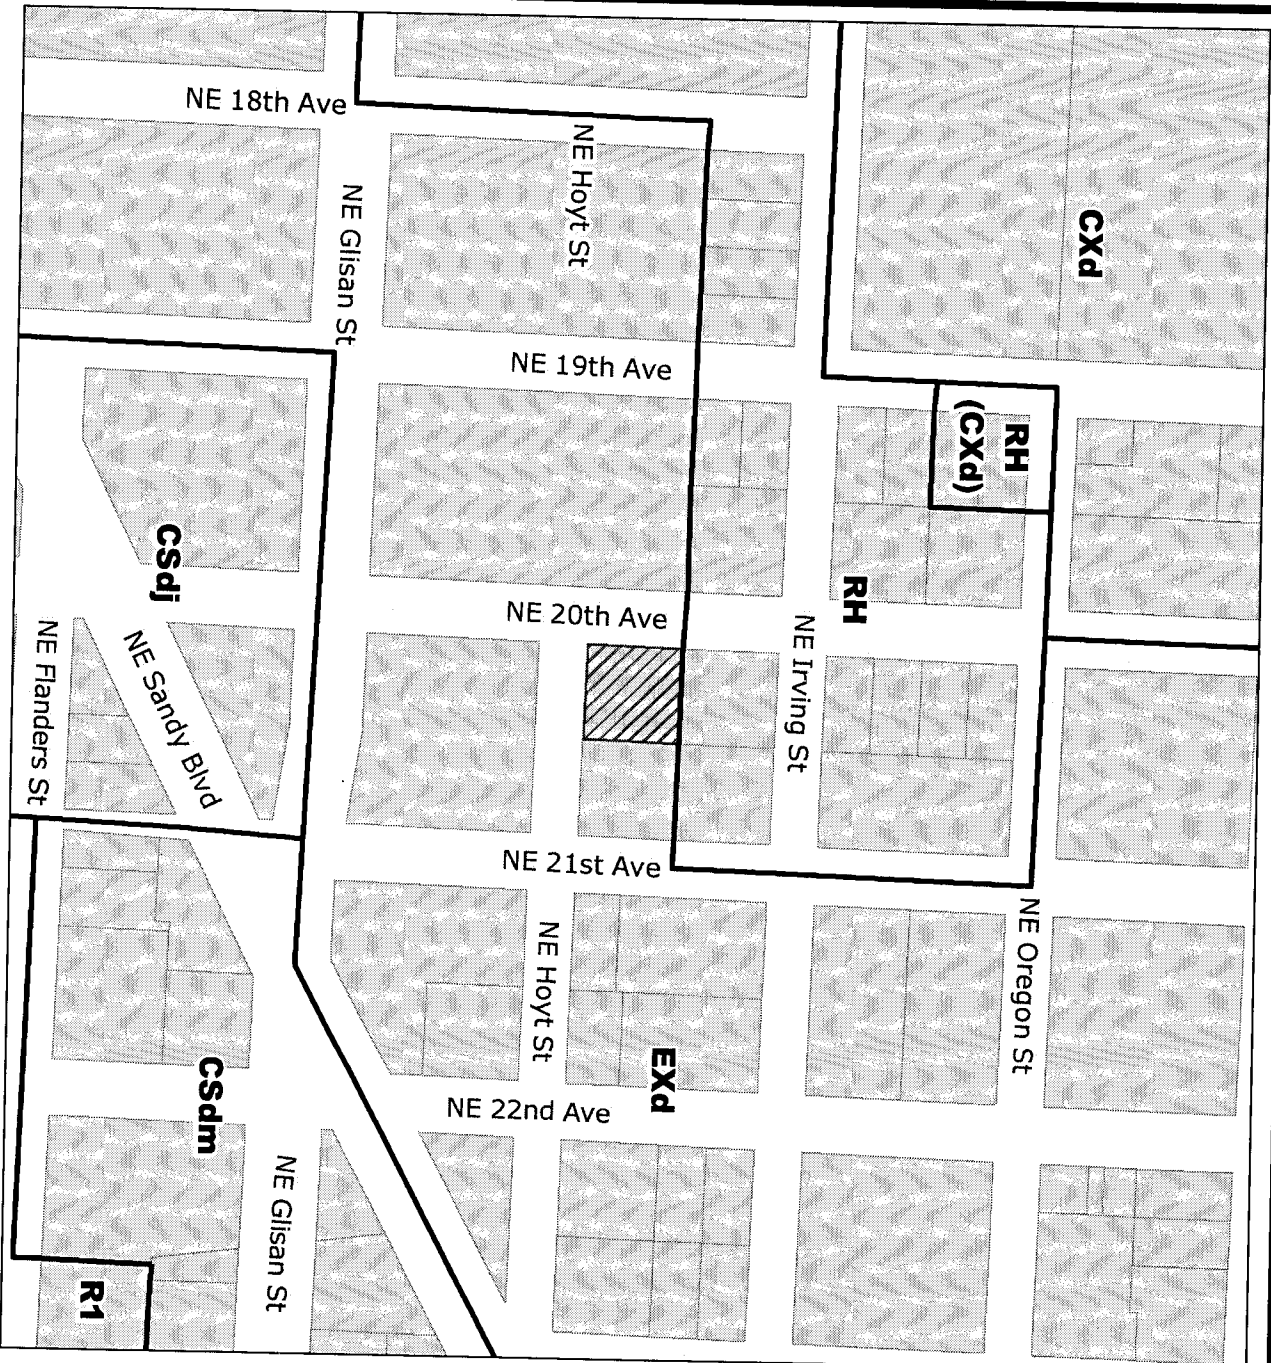 NE 18th Ave
NE Hoyt St
NE Glisan St
CXd
NE 19th Ave
RH
(CXd)
CSdj
RH
NE 20th Ave
NE Irving St
NE Flanders St
NE Sandy Blvd
NE 21st Ave
NE Oregon St
NE Hoyt St
EXd
CSdm
NE 22nd Ave
NE Glisan St
R1